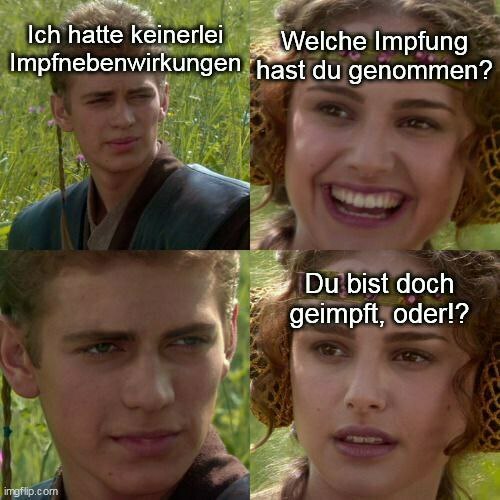 Ich hatte keinerlei
Impfnebenwirkungen
Welche Impfung
hast du genommen?
Du bist doch
geimpft, oder!?
imgflip.com